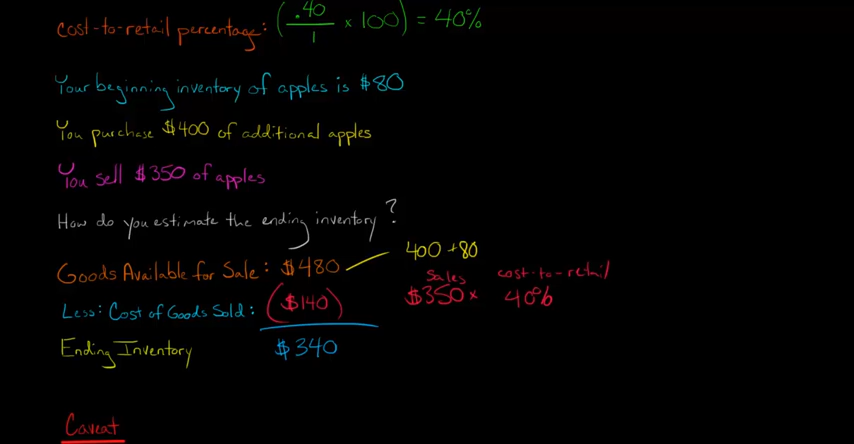 cost-to-retail percentage: (.40/1 × 100) = 40%
Your beginning inventory of apples is $80
You purchase $400 of additional apples
You sell $350 of apples
How do you estimate the ending inventory?
400 + 80
Goods Available for Sale: $480
Sales cost-to-retail
$350 × 40%
Less: Cost of Goods Sold: ($140)
Ending Inventory $340
Caveat